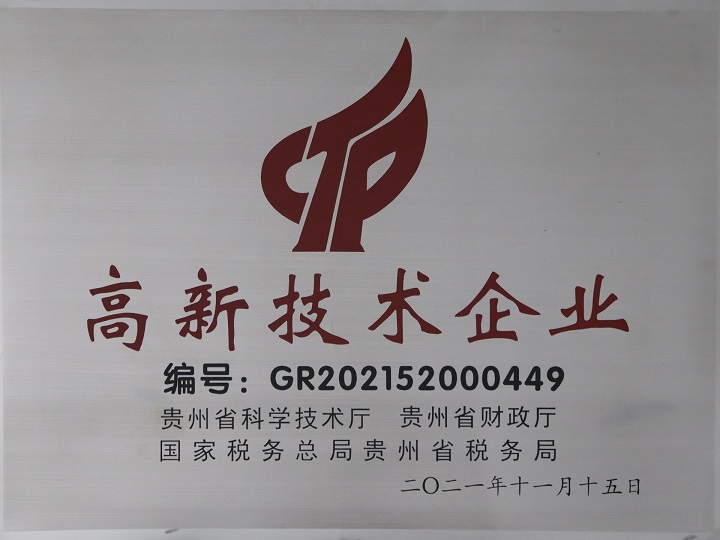 高新技术企业
编号：GR202152000449
贵州省科学技术厅 贵州省财政厅
国家税务总局贵州省税务局
二〇二一年十一月十五日